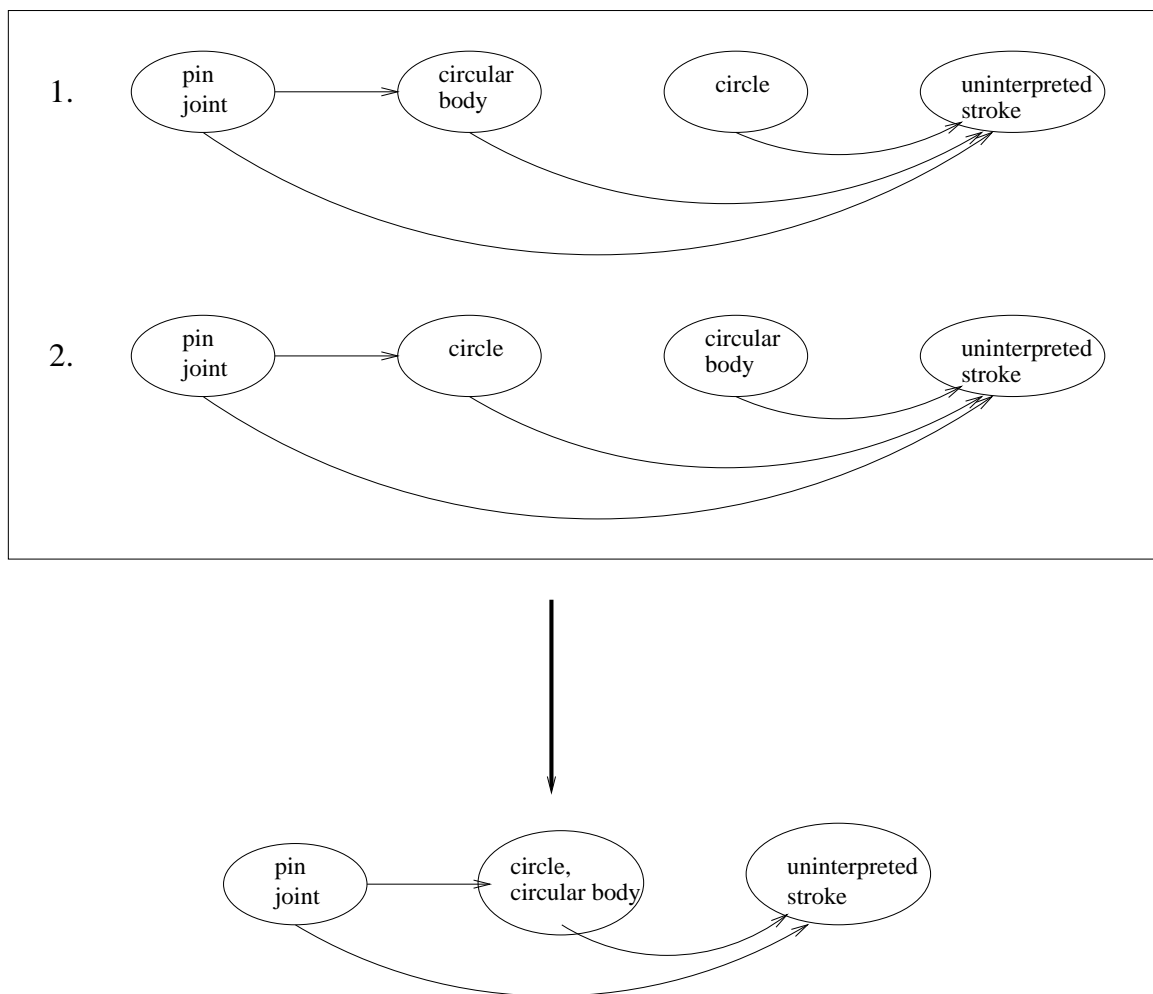 1.
pin
joint
circular
body
circle
uninterpreted
stroke
2.
pin
joint
circle
circular
body
uninterpreted
stroke
pin
joint
circle,
circular body
uninterpreted
stroke